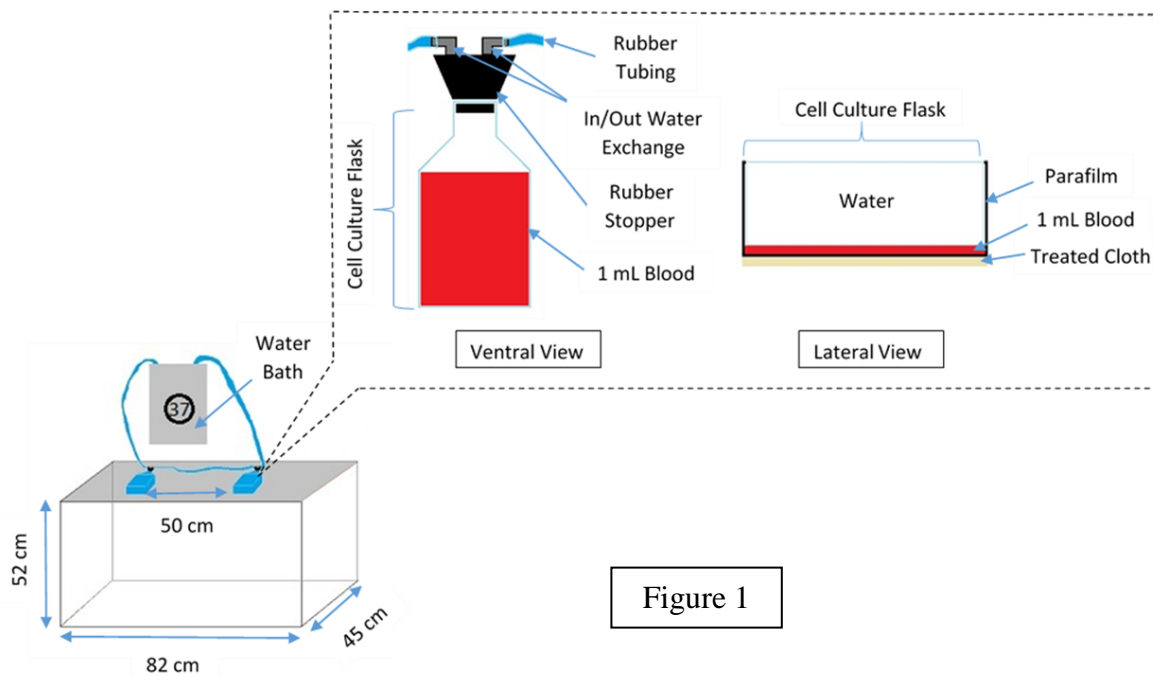 Rubber
Tubing
In/Out Water
Exchange
Rubber
Stopper
1 mL Blood
Cell Culture Flask
Ventral View
Cell Culture Flask
Water
Parafilm
1 mL Blood
Treated Cloth
Lateral View
Water
Bath
37
50 cm
52 cm
45 cm
82 cm
Figure 1